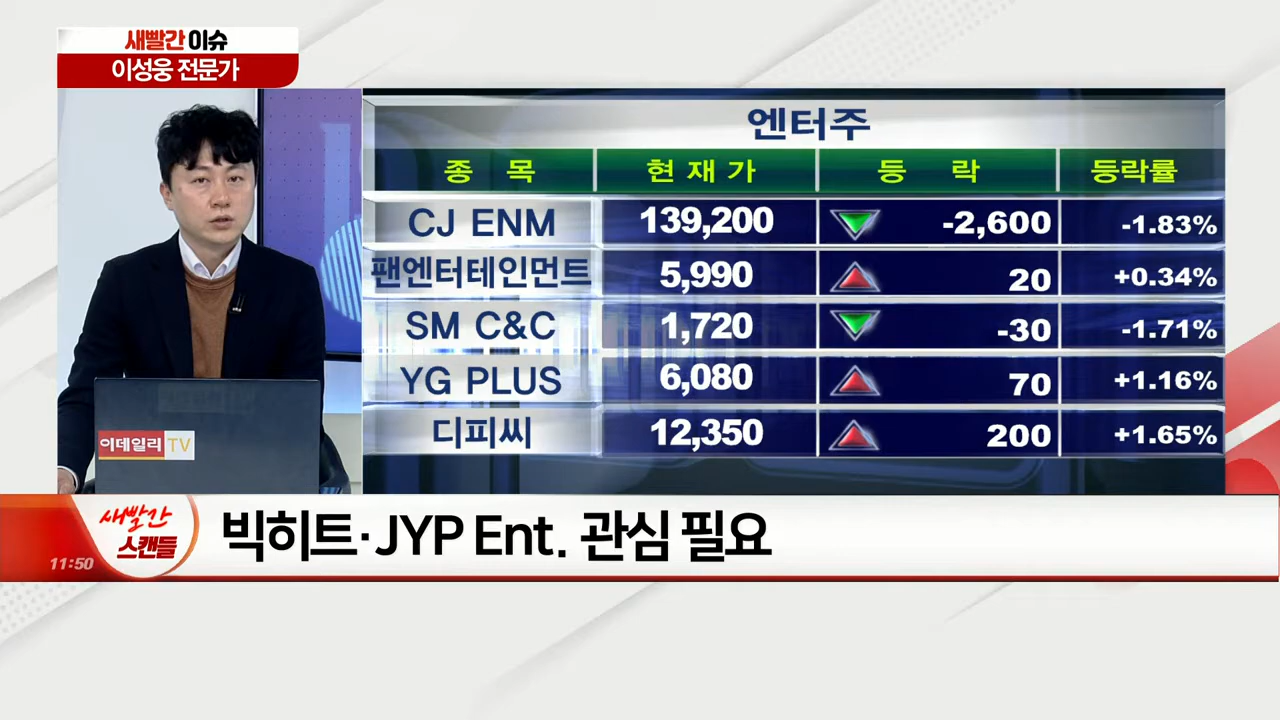 새빨간 이슈
이성웅 전문가
엔터주
종 목 현 재 가 등 락 등락률
CJ ENM 139,200 -2,600 -1.83%
팬엔터테인먼트 5,990 20 +0.34%
SM C&C 1,720 -30 -1.71%
YG PLUS 6,080 70 +1.16%
디피씨 12,350 200 +1.65%
이데일리 TV
새빨간
스캔들
11:50
빅히트·JYP Ent. 관심 필요